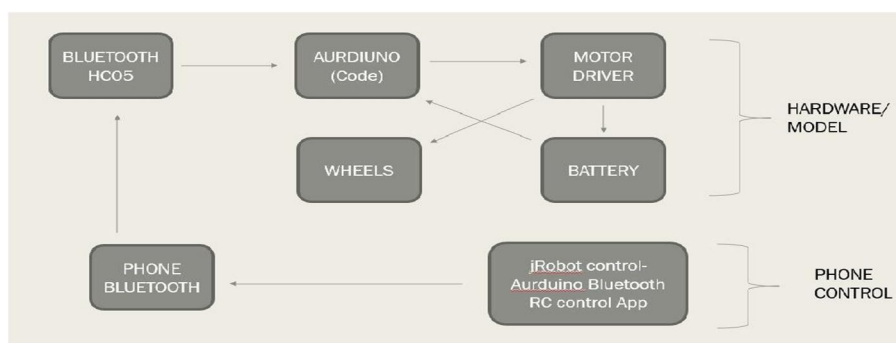 BLUETOOTH
HC05
AURDIUNO
(Code)
MOTOR
DRIVER
HARDWARE/
MODEL
WHEELS
BATTERY
PHONE
BLUETOOTH
jRobot control-
Aurduino Bluetooth
RC control App
PHONE
CONTROL